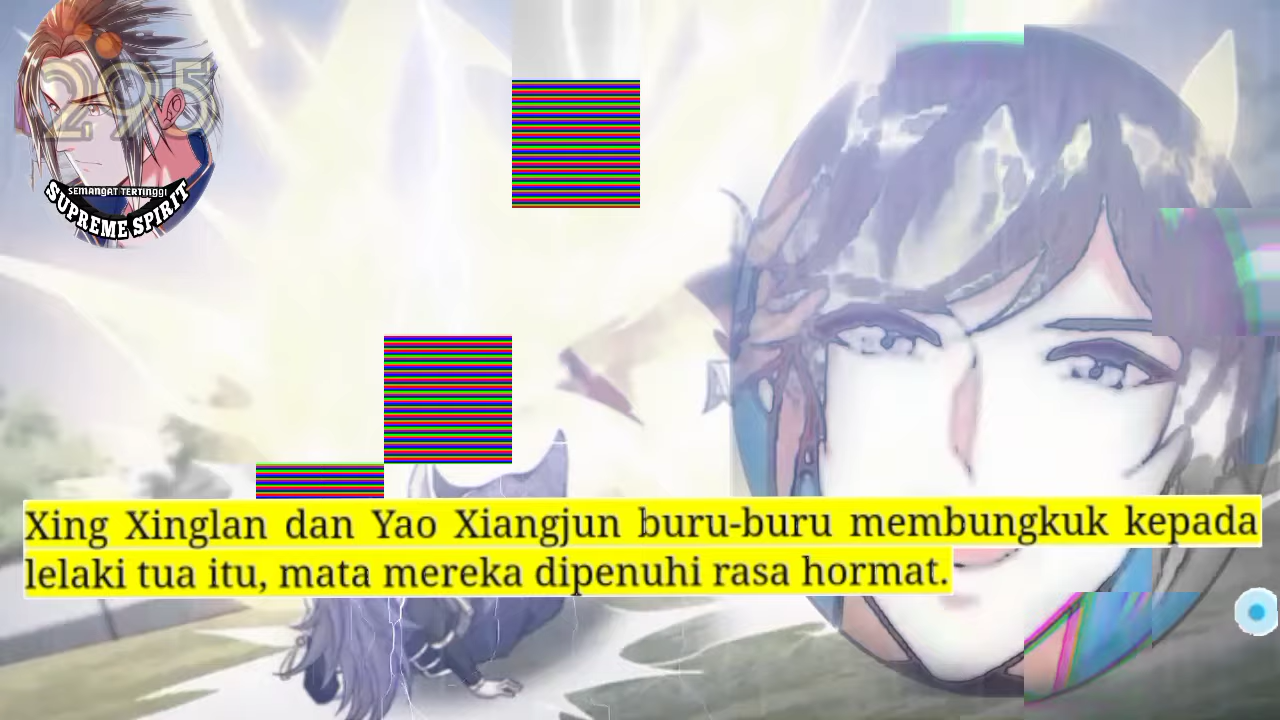 295
SEMANGAT TERTINGGI
SUPREME SPIRIT
Xing Xinglan dan Yao Xiangjun buru-buru membungkuk kepada
lelaki tua itu, mata mereka dipenuhi rasa hormat.